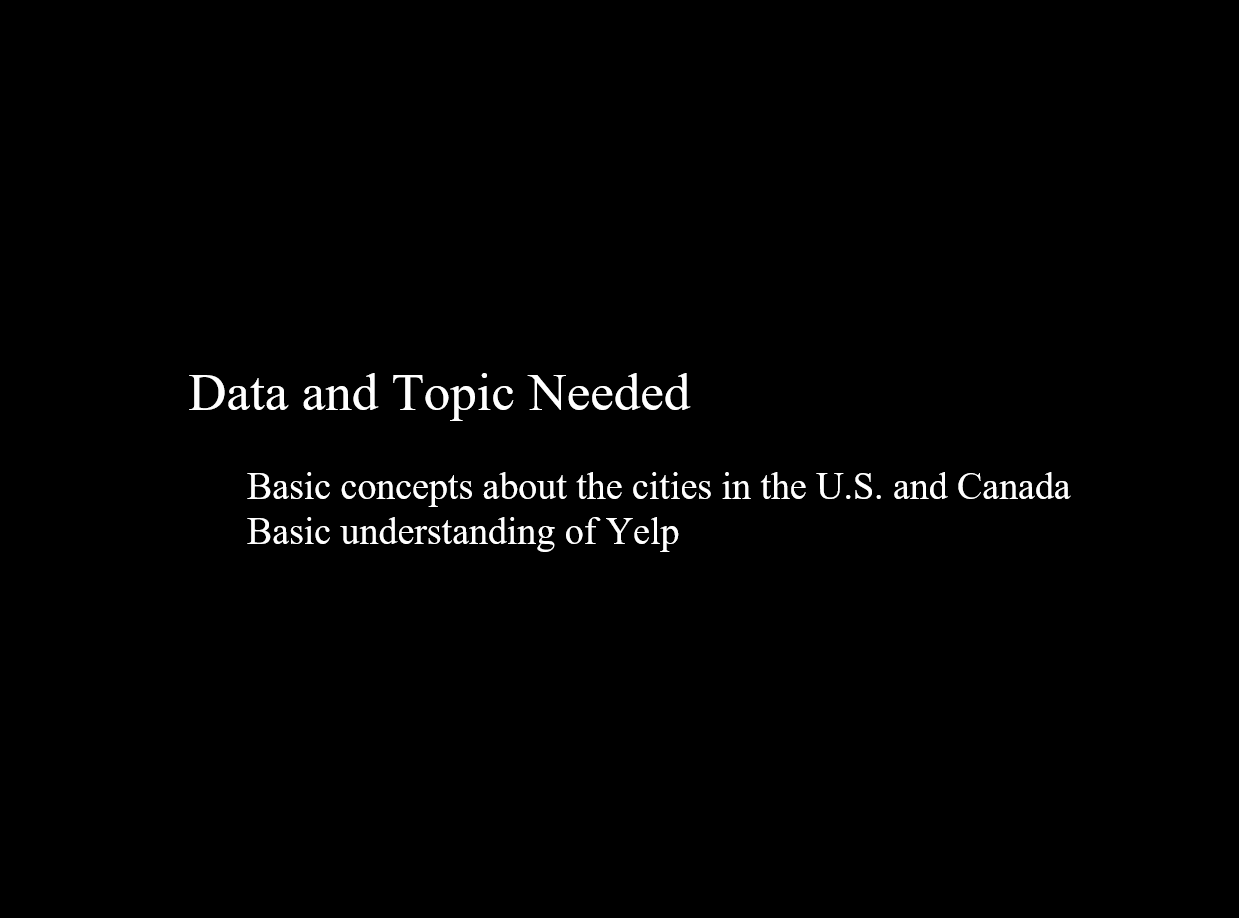 Data and Topic Needed
Basic concepts about the cities in the U.S. and Canada
Basic understanding of Yelp